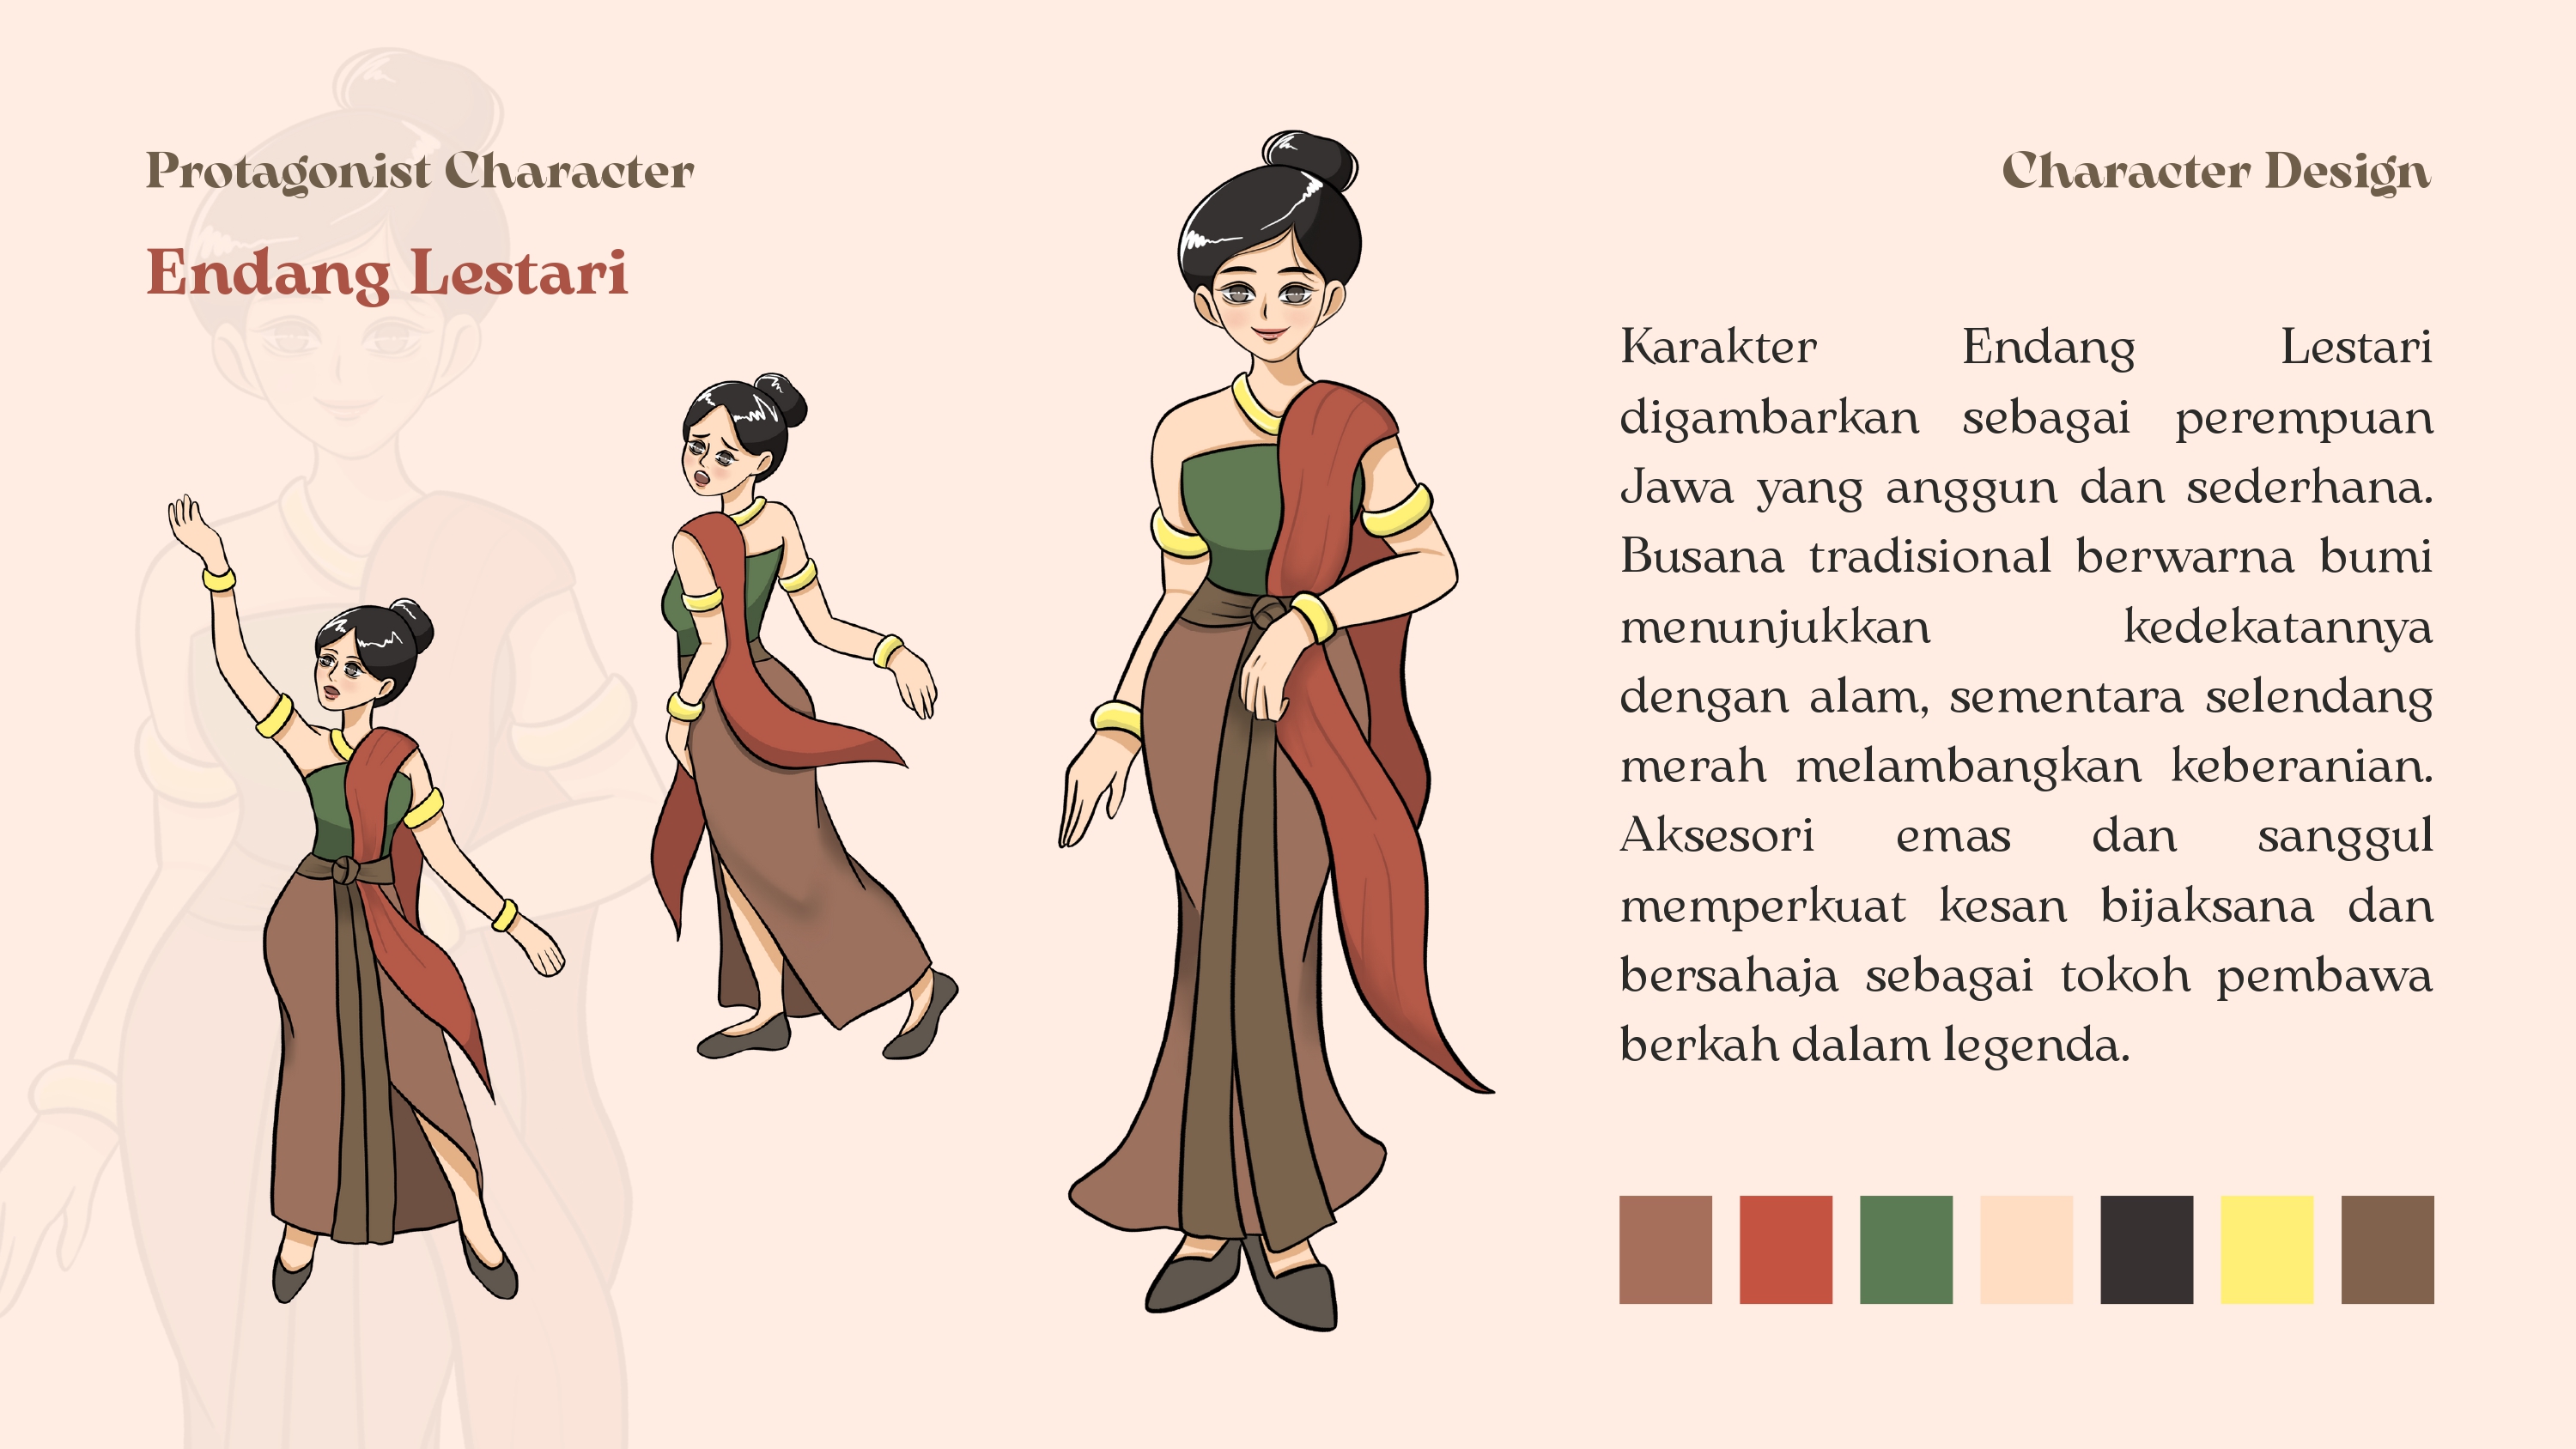 Protagonist Character
Endang Lestari
Character Design
Karakter Endang Lestari
digambarkan sebagai perempuan
Jawa yang anggun dan sederhana.
Busana tradisional berwarna bumi
menunjukkan kedekatannya
dengan alam, sementara selendang
merah melambangkan keberanian.
Aksesori emas dan sanggul
memperkuat kesan bijaksana dan
bersahaja sebagai tokoh pembawa
berkah dalam legenda.